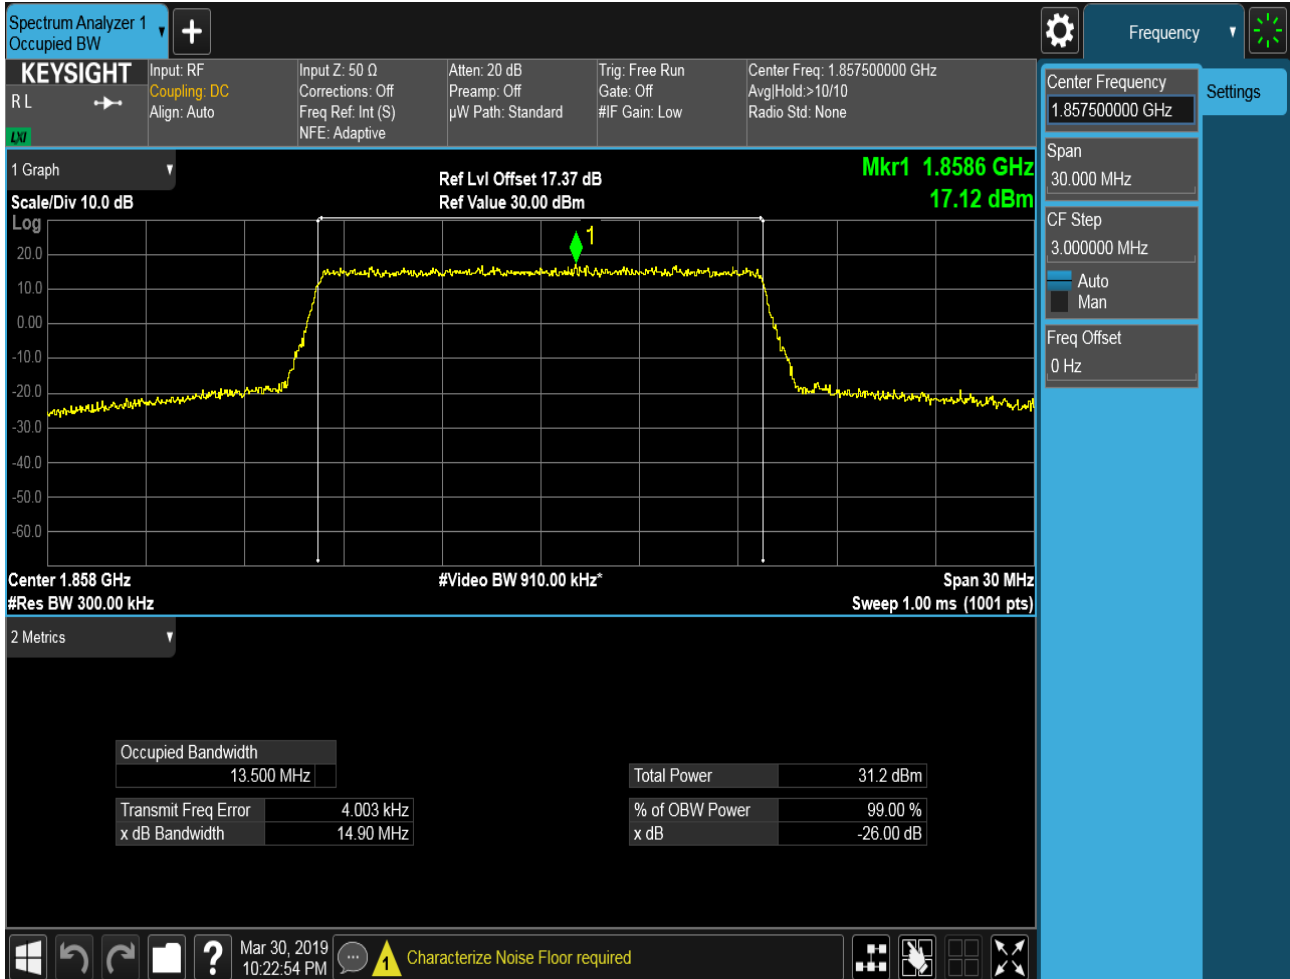 Spectrum Analyzer 1
Occupied BW
+
Frequency
KEYSIGHT
R L
LXI
Input: RF
Coupling: DC
Align: Auto
Input Z: 50 Ω
Corrections: Off
Freq Ref: Int (S)
NFE: Adaptive
Atten: 20 dB
Preamp: Off
µW Path: Standard
Trig: Free Run
Gate: Off
#IF Gain: Low
Center Freq: 1.857500000 GHz
Avg|Hold:>10/10
Radio Std: None
Center Frequency
1.857500000 GHz
Settings
Span
30.000 MHz
CF Step
3.000000 MHz
Auto
Man
Freq Offset
0 Hz
1 Graph
Scale/Div 10.0 dB
Log
Ref Lvl Offset 17.37 dB
Ref Value 30.00 dBm
Mkr1 1.8586 GHz
17.12 dBm
1
20.0
10.0
0.00
-10.0
-20.0
-30.0
-40.0
-50.0
-60.0
Center 1.858 GHz
#Res BW 300.00 kHz
#Video BW 910.00 kHz*
Span 30 MHz
Sweep 1.00 ms (1001 pts)
2 Metrics
Occupied Bandwidth
13.500 MHz
Transmit Freq Error 4.003 kHz
x dB Bandwidth 14.90 MHz
Total Power 31.2 dBm
% of OBW Power 99.00 %
x dB -26.00 dB
?
Mar 30, 2019
10:22:54 PM
1
Characterize Noise Floor required